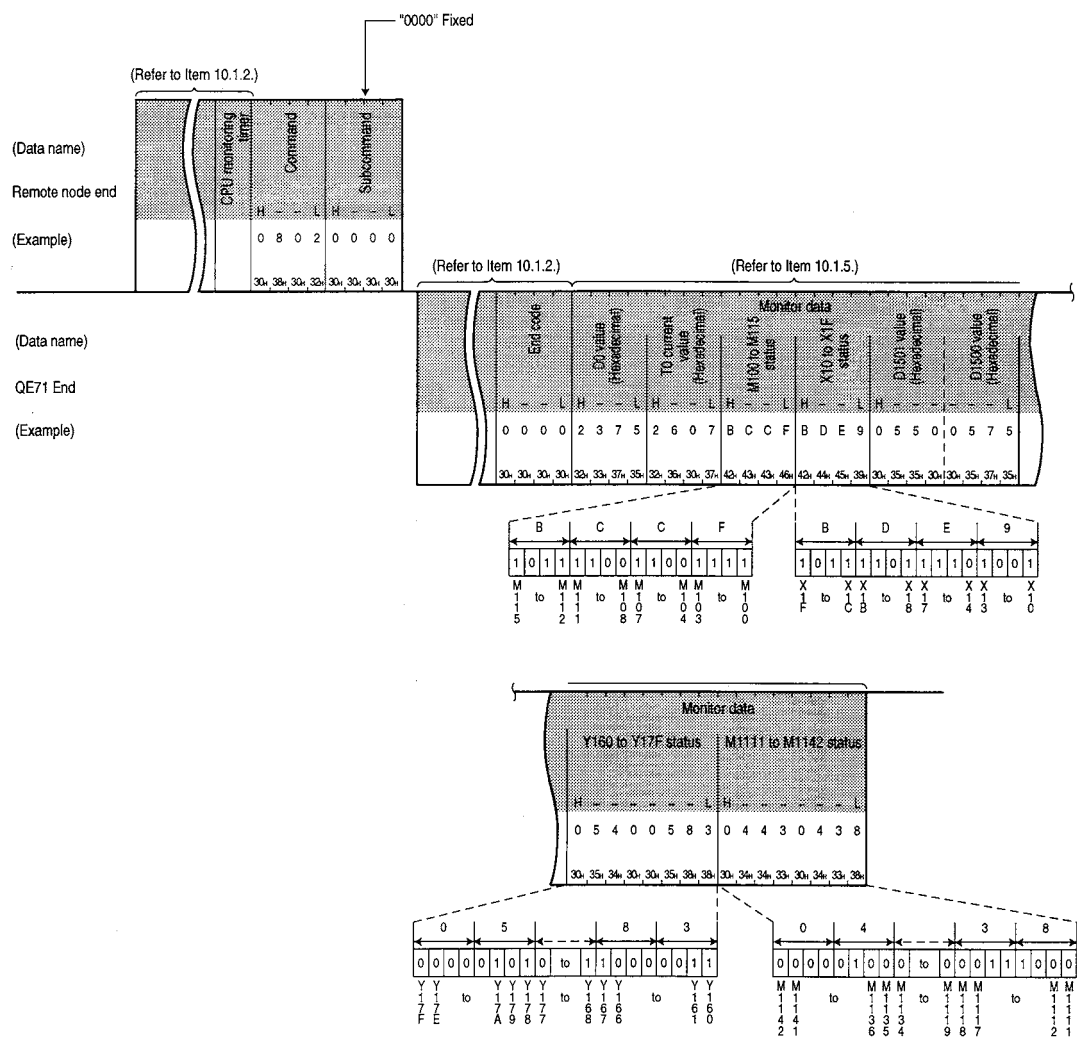 "0000" Fixed
(Refer to Item 10.1.2.)
(Data name)
Remote node end
(Example)
CPU monitoring timer
Command
Subcommand
H - - L H - - L
0 8 0 2 0 0 0 0
30H 38H 30H 32H 30H 30H 30H 30H
(Refer to Item 10.1.2.)
(Refer to Item 10.1.5.)
(Data name)
QE71 End
(Example)
Monitor data
End code
D0 value (Hexadecimal)
T0 current value (Hexadecimal)
M100 to M115 status
X10 to X1F status
D1501 value (Hexadecimal)
D1500 value (Hexadecimal)
H - - L H - - L H - - L H - - L H - - L H - - - - - - L
0 0 0 0 2 3 7 5 2 6 0 7 B C C F B D E 9 0 5 5 0 0 5 7 5
30H 30H 30H 30H 32H 33H 37H 35H 32H 36H 30H 37H 42H 43H 43H 46H 42H 44H 45H 39H 30H 35H 35H 30H 30H 35H 37H 35H
B C C F
1 0 1 1 1 1 0 0 1 1 0 0 1 1 1 1
M115 to M112 M111 to M108 M107 to M104 M103 to M100
B D E 9
1 0 1 1 1 1 0 1 1 1 1 0 1 0 0 1
X1F to X1C X1B to X18 X17 to X14 X13 to X10
Monitor data
Y160 to Y17F status
M1111 to M1142 status
H - - - - - - L H - - - - - - L
0 5 4 0 0 5 8 3 0 4 4 3 0 4 3 8
30H 35H 34H 30H 30H 35H 38H 38H 30H 34H 34H 33H 30H 34H 33H 38H
0 5 8 3
0 0 0 0 0 1 0 1 0 to 1 1 0 0 0 0 0 1 1
Y17F Y17E to Y17A Y179 Y178 Y177 to Y168 Y167 Y166 to Y161 Y160
0 4 3 8
0 0 0 0 0 1 0 0 0 to 0 0 0 1 1 1 0 0 0
M1142 M1141 to M1136 M1135 M1134 to M1119 M1118 M1117 to M1112 M1111